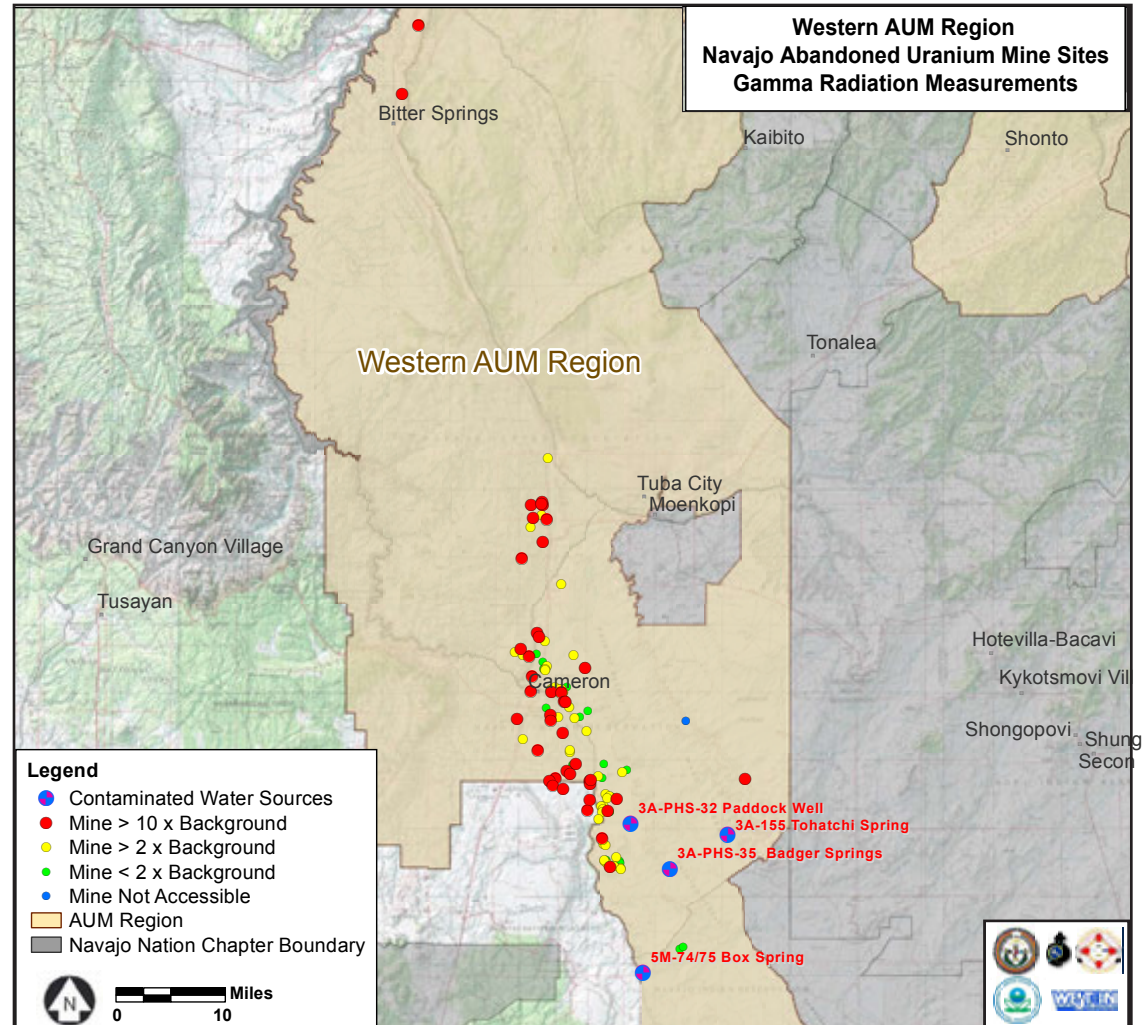 Western AUM Region
Navajo Abandoned Uranium Mine Sites
Gamma Radiation Measurements
Bitter Springs
Kaibito
Shonto
Tonalea
Western AUM Region
Tuba City
Moenkopi
Grand Canyon Village
Tusayan
Hotevilla-Bacavi
Cameron
Kykotsmovi Vil
Shongopovi
Shung
Secon
3A-PHS-32 Paddock Well
3A-155 Tohatchi Spring
3A-PHS-35 Badger Springs
5M-74/75 Box Spring
Legend
Contaminated Water Sources
Mine > 10 x Background
Mine > 2 x Background
Mine < 2 x Background
Mine Not Accessible
AUM Region
Navajo Nation Chapter Boundary
N
Miles
0 10